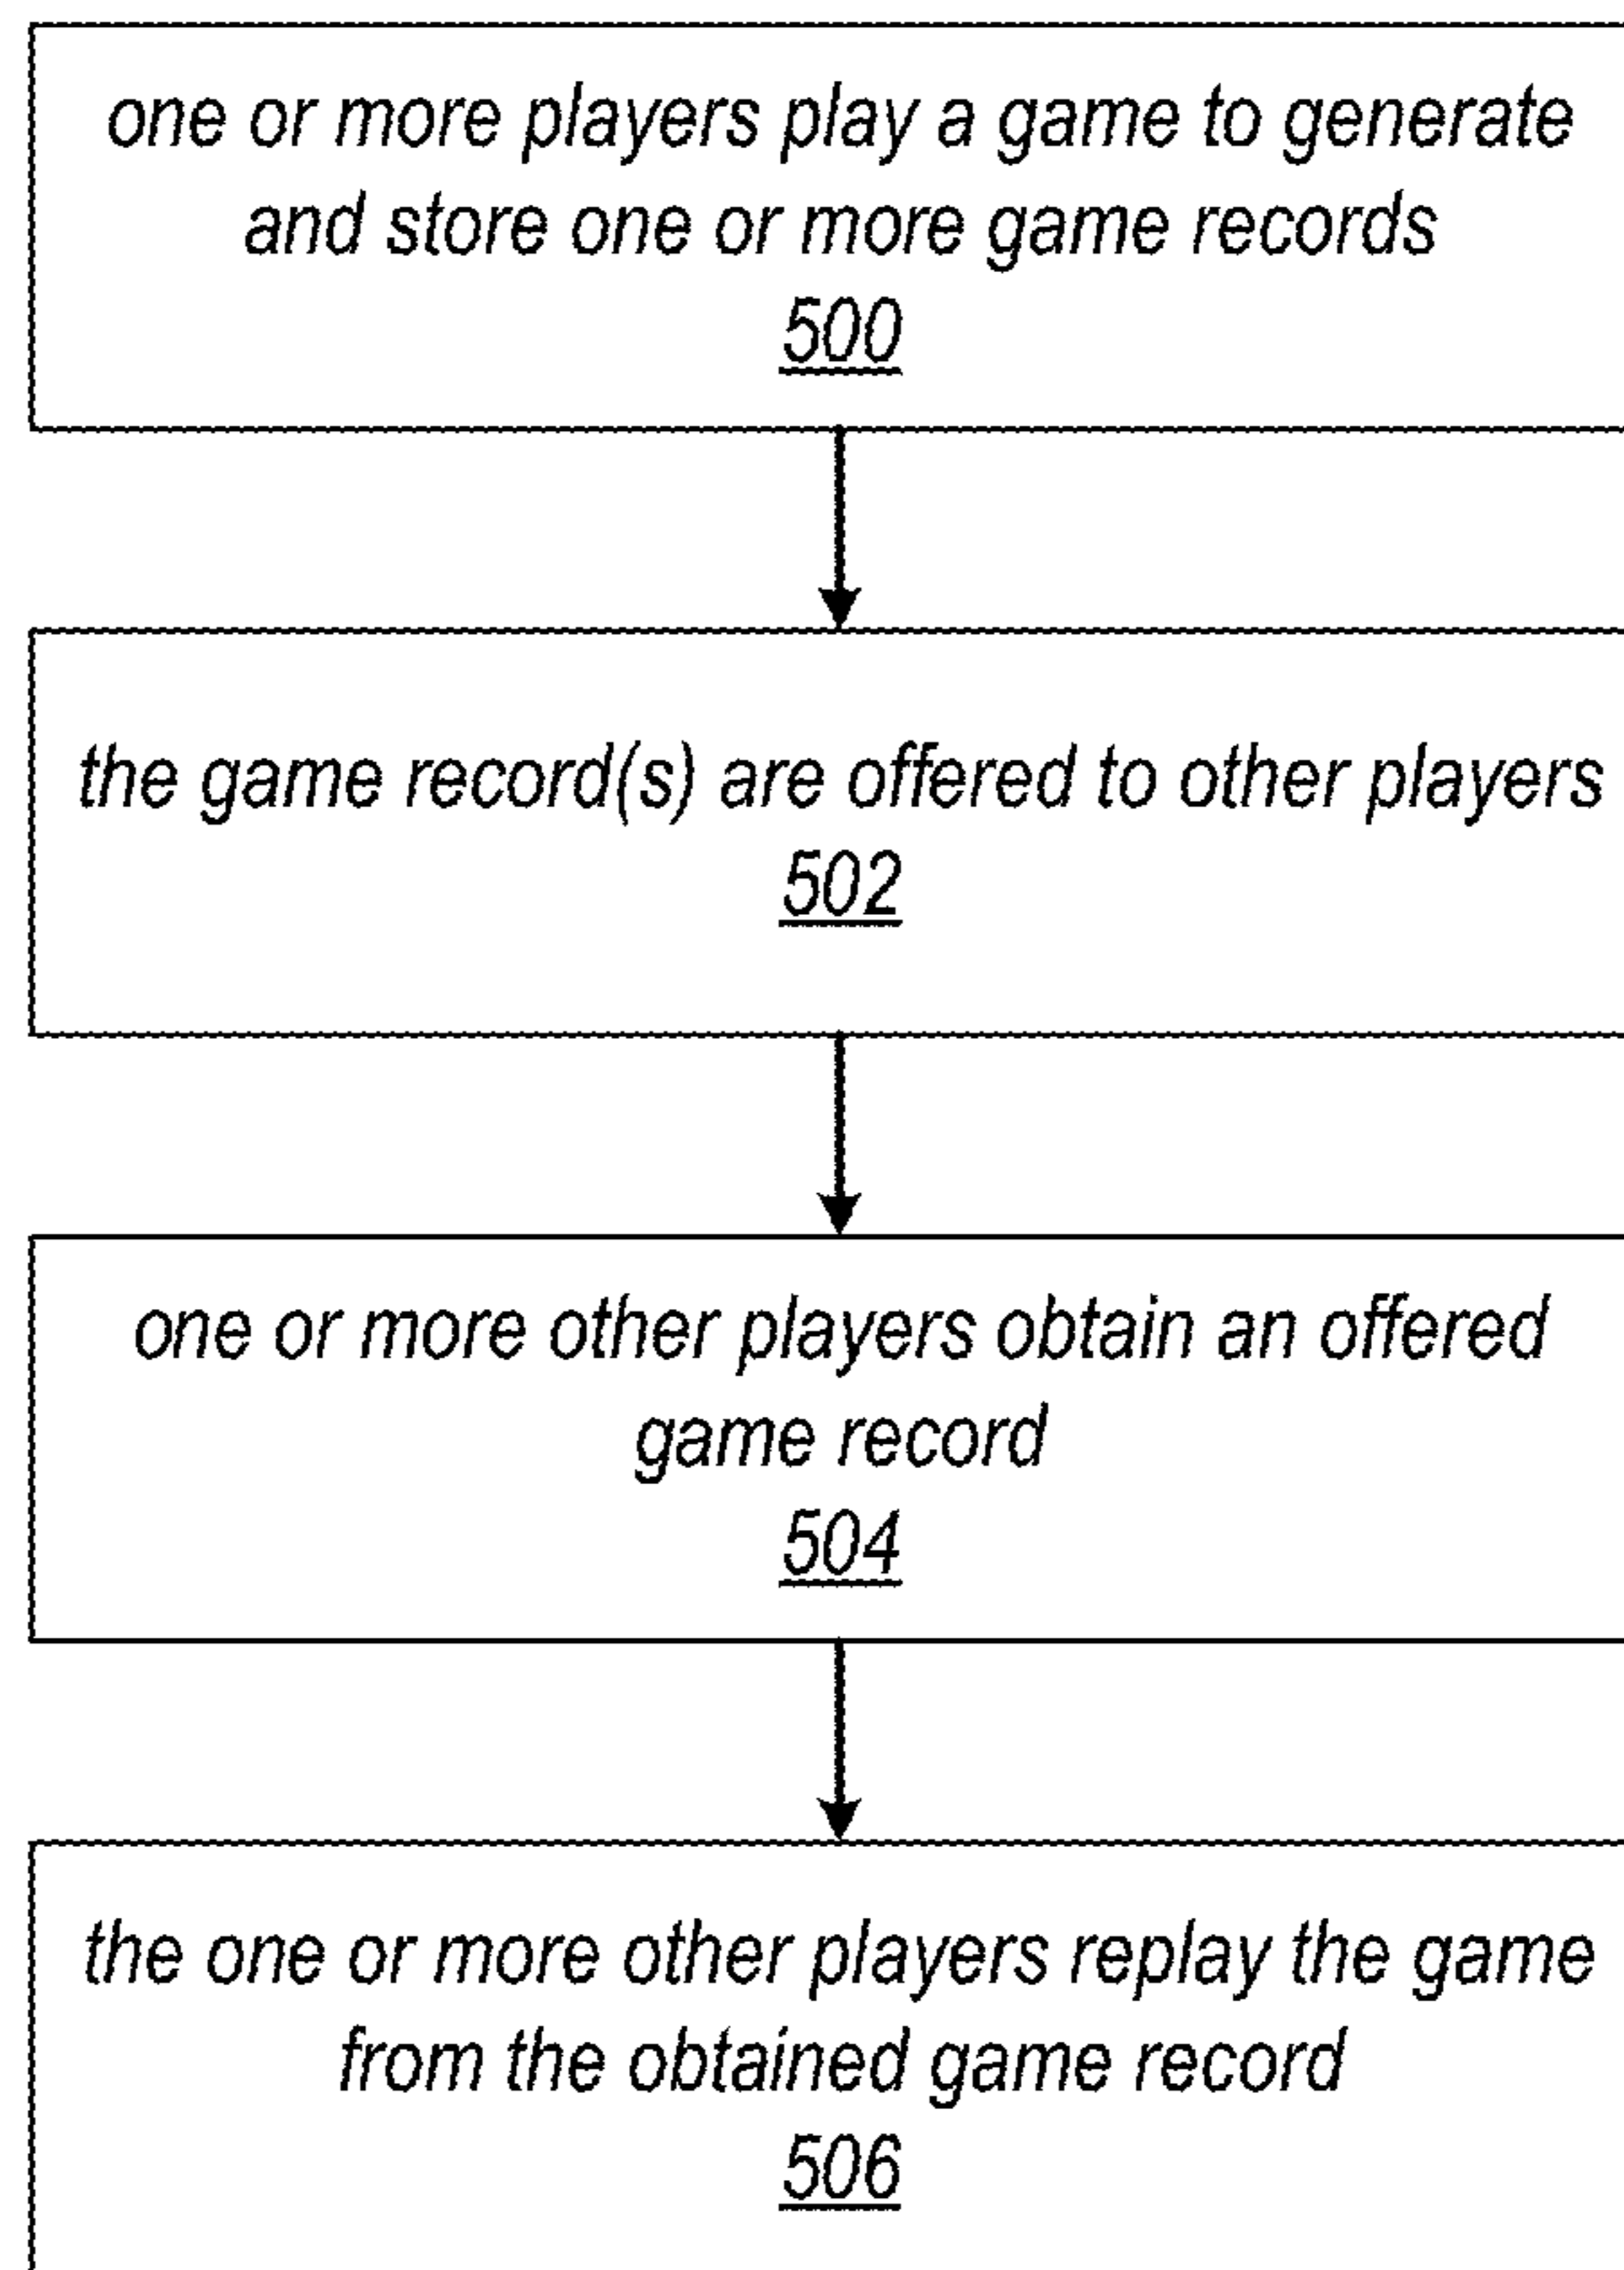 one or more players play a game to generate
and store one or more game records
500
the game record(s) are offered to other players
502
one or more other players obtain an offered
game record
504
the one or more other players replay the game
from the obtained game record
506